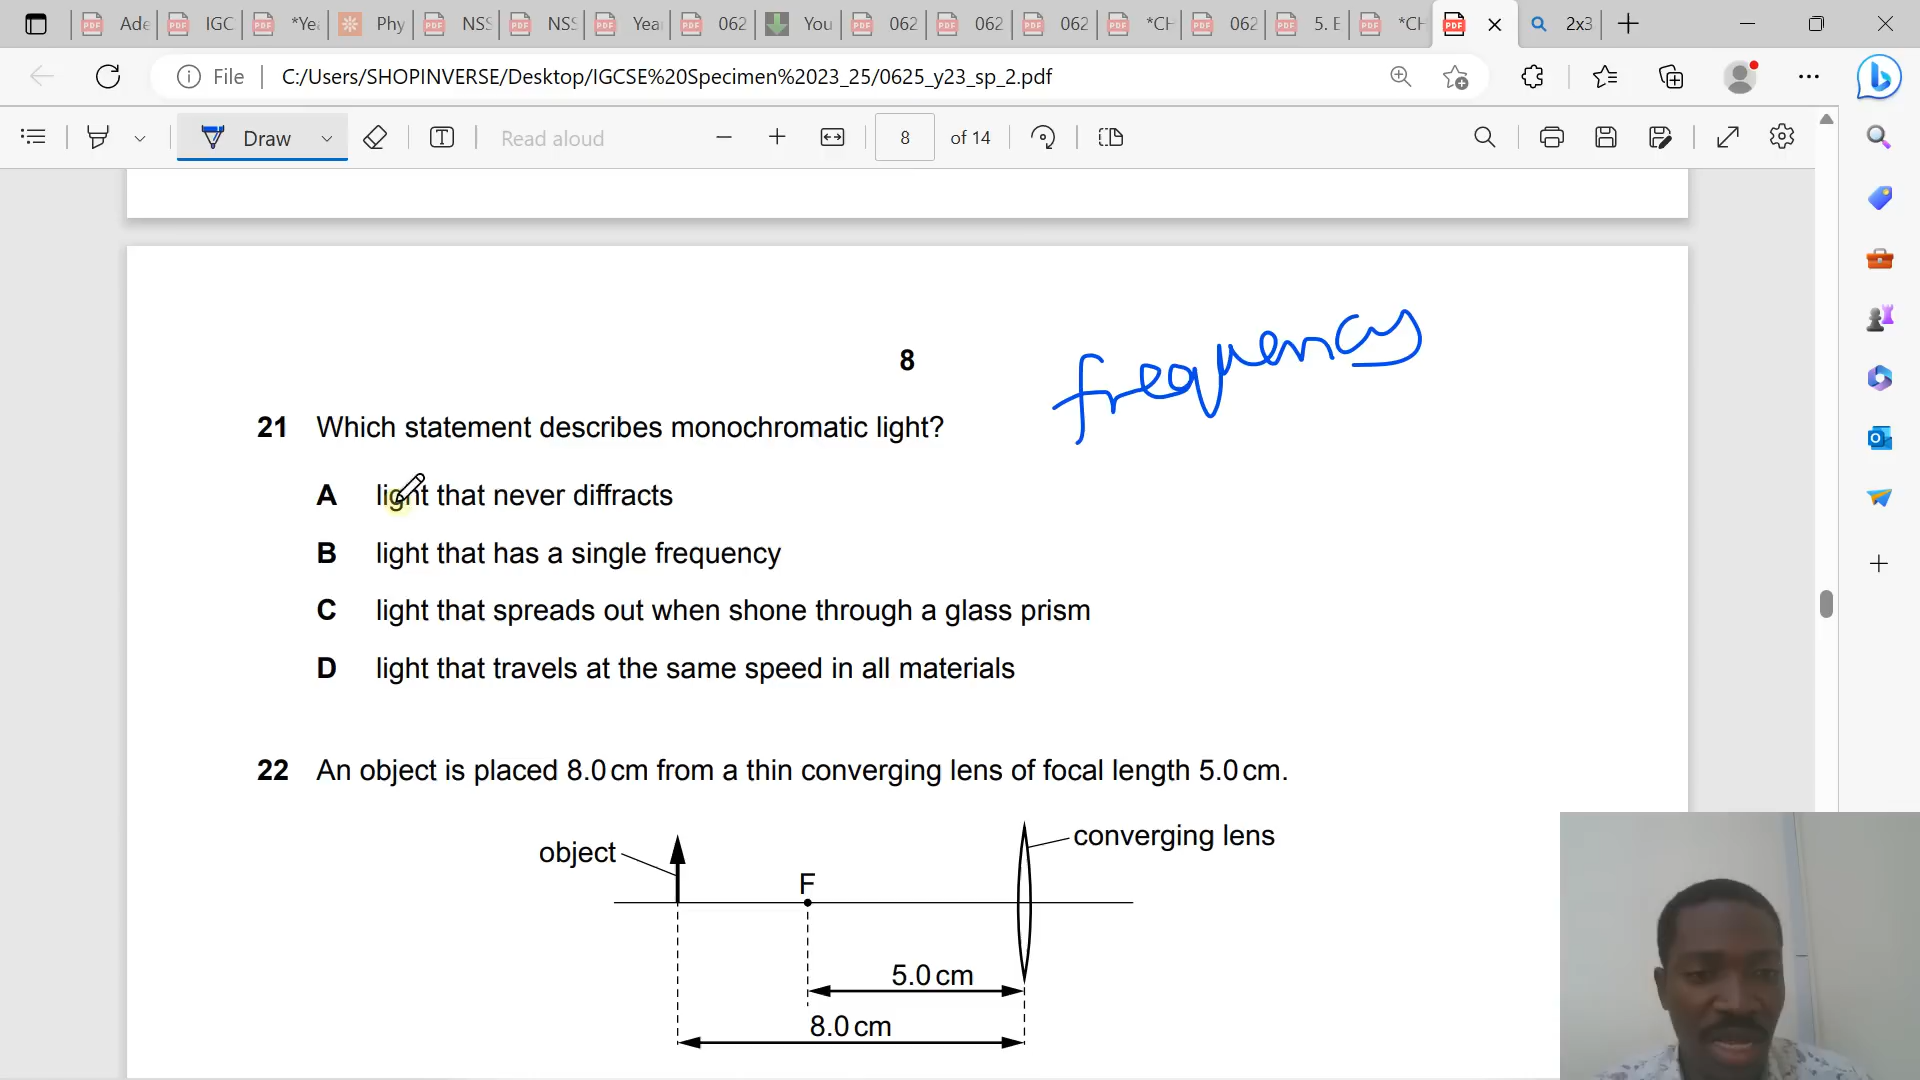 Ade
IGC
*Yea
Phy
NSS
NSS
Yea
062
You
062
062
062
*CH
062
5. E
*CH
2x3
File
C:/Users/SHOPINVERSE/Desktop/IGCSE%20Specimen%2023_25/0625_y23_sp_2.pdf
Draw
Read aloud
8
of 14
8
frequency
21 Which statement describes monochromatic light?
A light that never diffracts
B light that has a single frequency
C light that spreads out when shone through a glass prism
D light that travels at the same speed in all materials
22 An object is placed 8.0 cm from a thin converging lens of focal length 5.0 cm.
object
converging lens
F
5.0 cm
8.0 cm